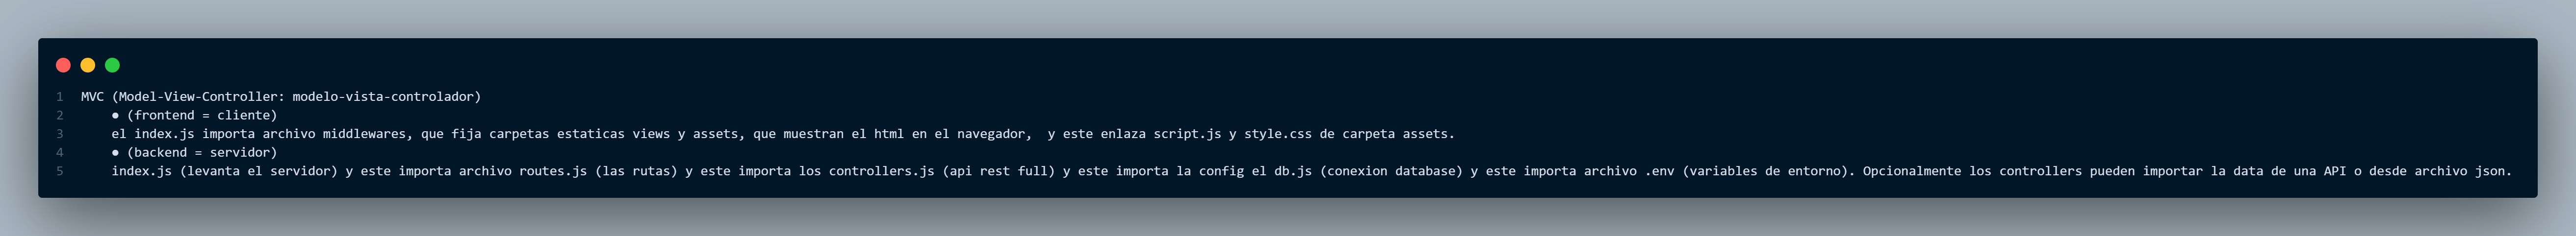 1 MVC (Model-View-Controller: modelo-vista-controlador)
2 ● (frontend = cliente)
3 el index.js importa archivo middlewares, que fija carpetas estaticas views y assets, que muestran el html en el navegador,  y este enlaza script.js y style.css de carpeta assets.
4 ● (backend = servidor)
5 index.js (levanta el servidor) y este importa archivo routes.js (las rutas) y este importa los controllers.js (api rest full) y este importa la config el db.js (conexion database) y este importa archivo .env (variables de entorno). Opcionalmente los controllers pueden importar la data de una API o desde archivo json.